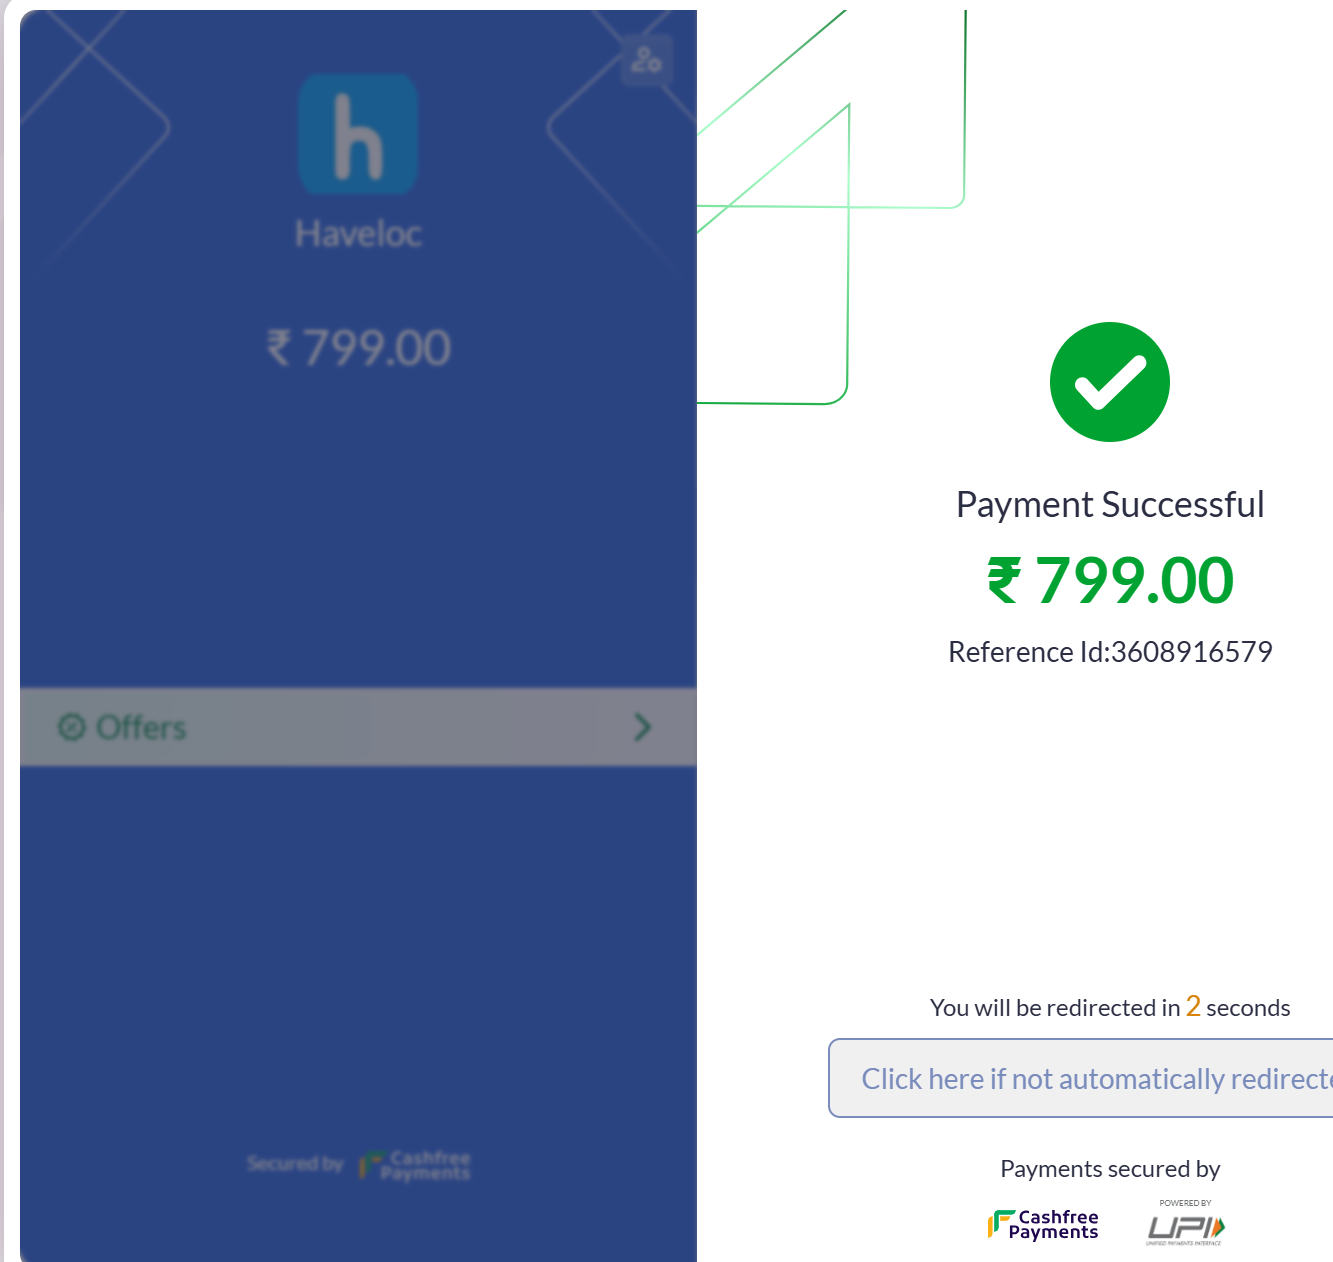 h
Haveloc
₹ 799.00
Offers
Secured by
Cashfree
Payments
Payment Successful
₹ 799.00
Reference Id:3608916579
You will be redirected in 2 seconds
Click here if not automatically redirecte
Payments secured by
Cashfree
Payments
POWERED BY
UPI
UNIFIED PAYMENTS INTERFACE